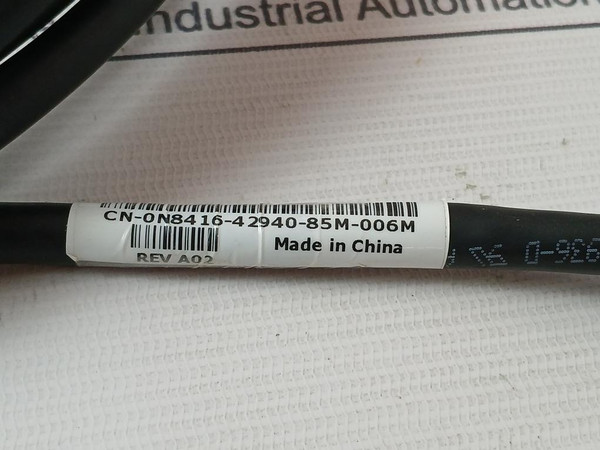 Industrial Automation
CN-0N8416-42940-85M-006M
Made in China
REV A02